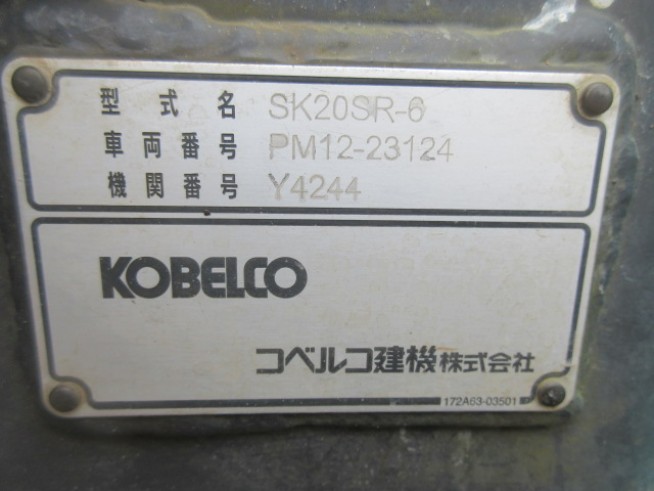 型式名 SK20SR-6
車両番号 PM12-23124
機関番号 Y4244
KOBELCO
コベルコ建機株式会社
172A63-03501